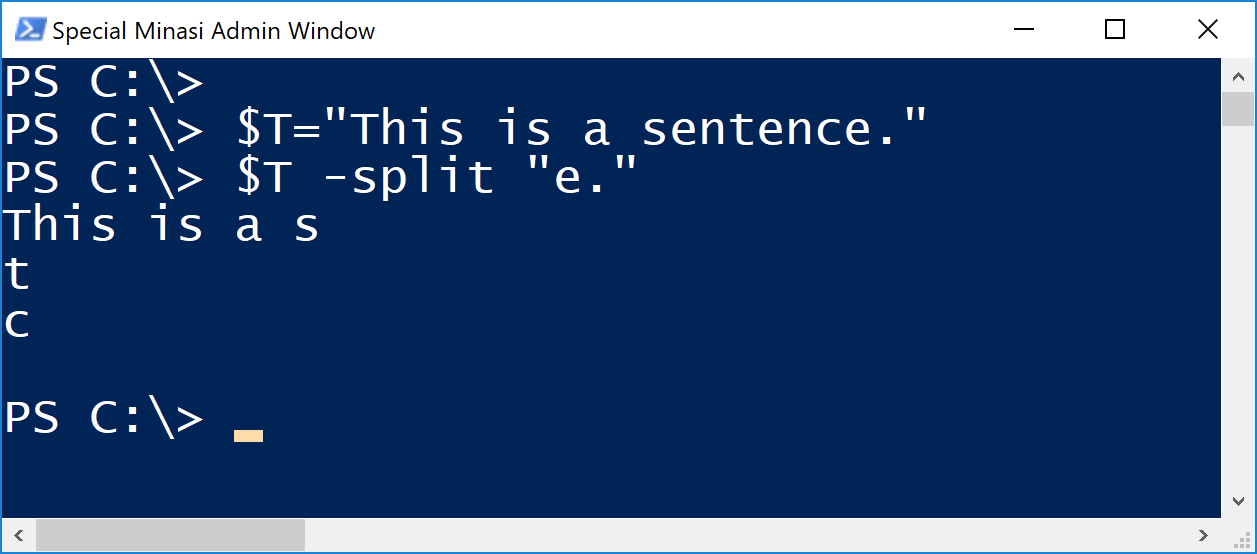 Special Minasi Admin Window
PS C:\>
PS C:\> $T="This is a sentence."
PS C:\> $T -split "e."
This is a s
t
c
PS C:\>